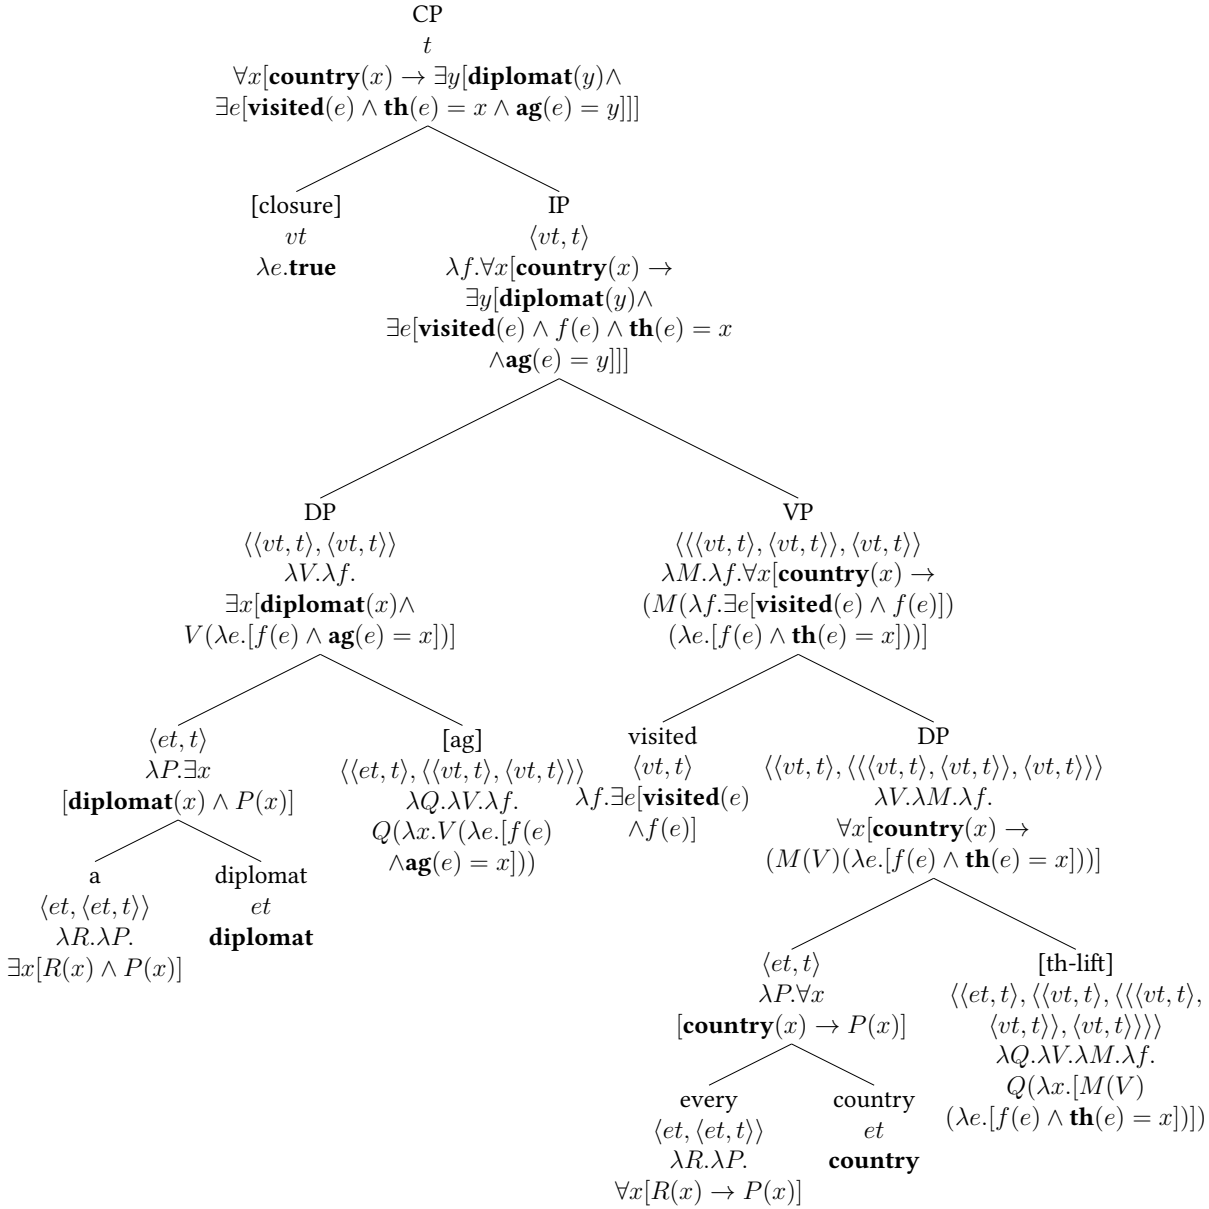 CP
t
∀x[country(x) → ∃y[diplomat(y)∧
∃e[visited(e) ∧ th(e) = x ∧ ag(e) = y]]]
[closure]
vt
λe.true
IP
⟨vt, t⟩
λf.∀x[country(x) →
∃y[diplomat(y)∧
∃e[visited(e) ∧ f(e) ∧ th(e) = x
∧ag(e) = y]]]
DP
⟨⟨vt, t⟩, ⟨vt, t⟩⟩
λV.λf.
∃x[diplomat(x)∧
V(λe.[f(e) ∧ ag(e) = x])]
VP
⟨⟨⟨vt, t⟩, ⟨vt, t⟩⟩, ⟨vt, t⟩⟩
λM.λf.∀x[country(x) →
(M(λf.∃e[visited(e) ∧ f(e)])
(λe.[f(e) ∧ th(e) = x]))]
⟨et, t⟩
λP.∃x
[diplomat(x) ∧ P(x)]
[ag]
⟨⟨et, t⟩, ⟨⟨vt, t⟩, ⟨vt, t⟩⟩⟩
λQ.λV.λf.
Q(λx.V(λe.[f(e)
∧ag(e) = x]))
visited
⟨vt, t⟩
λf.∃e[visited(e)
∧f(e)]
DP
⟨⟨vt, t⟩, ⟨⟨⟨vt, t⟩, ⟨vt, t⟩⟩, ⟨vt, t⟩⟩⟩
λV.λM.λf.
∀x[country(x) →
(M(V)(λe.[f(e) ∧ th(e) = x]))]
a
⟨et, ⟨et, t⟩⟩
λR.λP.
∃x[R(x) ∧ P(x)]
diplomat
et
diplomat
⟨et, t⟩
λP.∀x
[country(x) → P(x)]
[th-lift]
⟨⟨et, t⟩, ⟨⟨vt, t⟩, ⟨⟨⟨vt, t⟩,
⟨vt, t⟩⟩, ⟨vt, t⟩⟩⟩⟩
λQ.λV.λM.λf.
Q(λx.[M(V)
(λe.[f(e) ∧ th(e) = x])])
every
⟨et, ⟨et, t⟩⟩
λR.λP.
∀x[R(x) → P(x)]
country
et
country